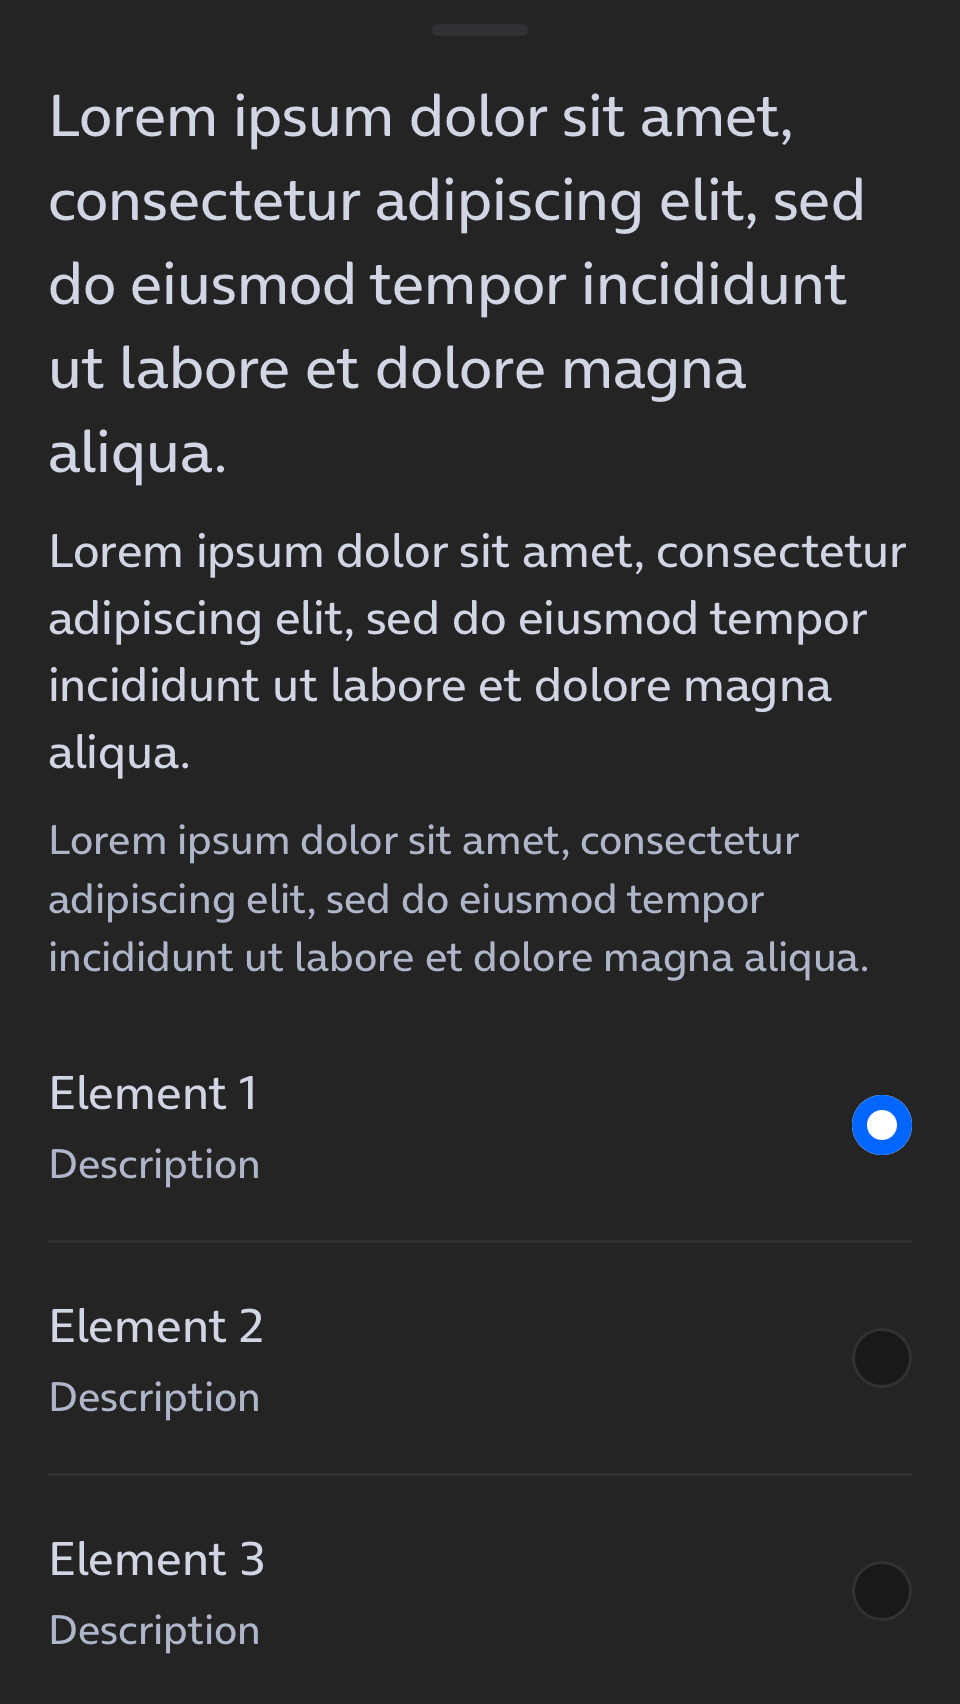 Lorem ipsum dolor sit amet,
consectetur adipiscing elit, sed
do eiusmod tempor incididunt
ut labore et dolore magna
aliqua.
Lorem ipsum dolor sit amet, consectetur
adipiscing elit, sed do eiusmod tempor
incididunt ut labore et dolore magna
aliqua.
Lorem ipsum dolor sit amet, consectetur
adipiscing elit, sed do eiusmod tempor
incididunt ut labore et dolore magna aliqua.
Element 1
Description
Element 2
Description
Element 3
Description